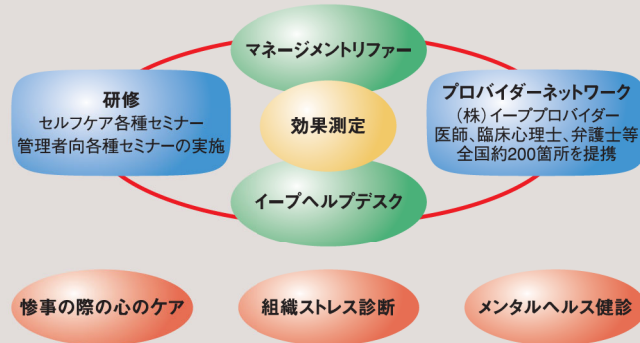 マネージメントリファー
研修
セルフケア各種セミナー
管理者向各種セミナーの実施
効果測定
プロバイダーネットワーク
(株)イーププロバイダー
医師、臨床心理士、弁護士等
全国約200箇所を提携
イープヘルプデスク
惨事の際の心のケア
組織ストレス診断
メンタルヘルス健診